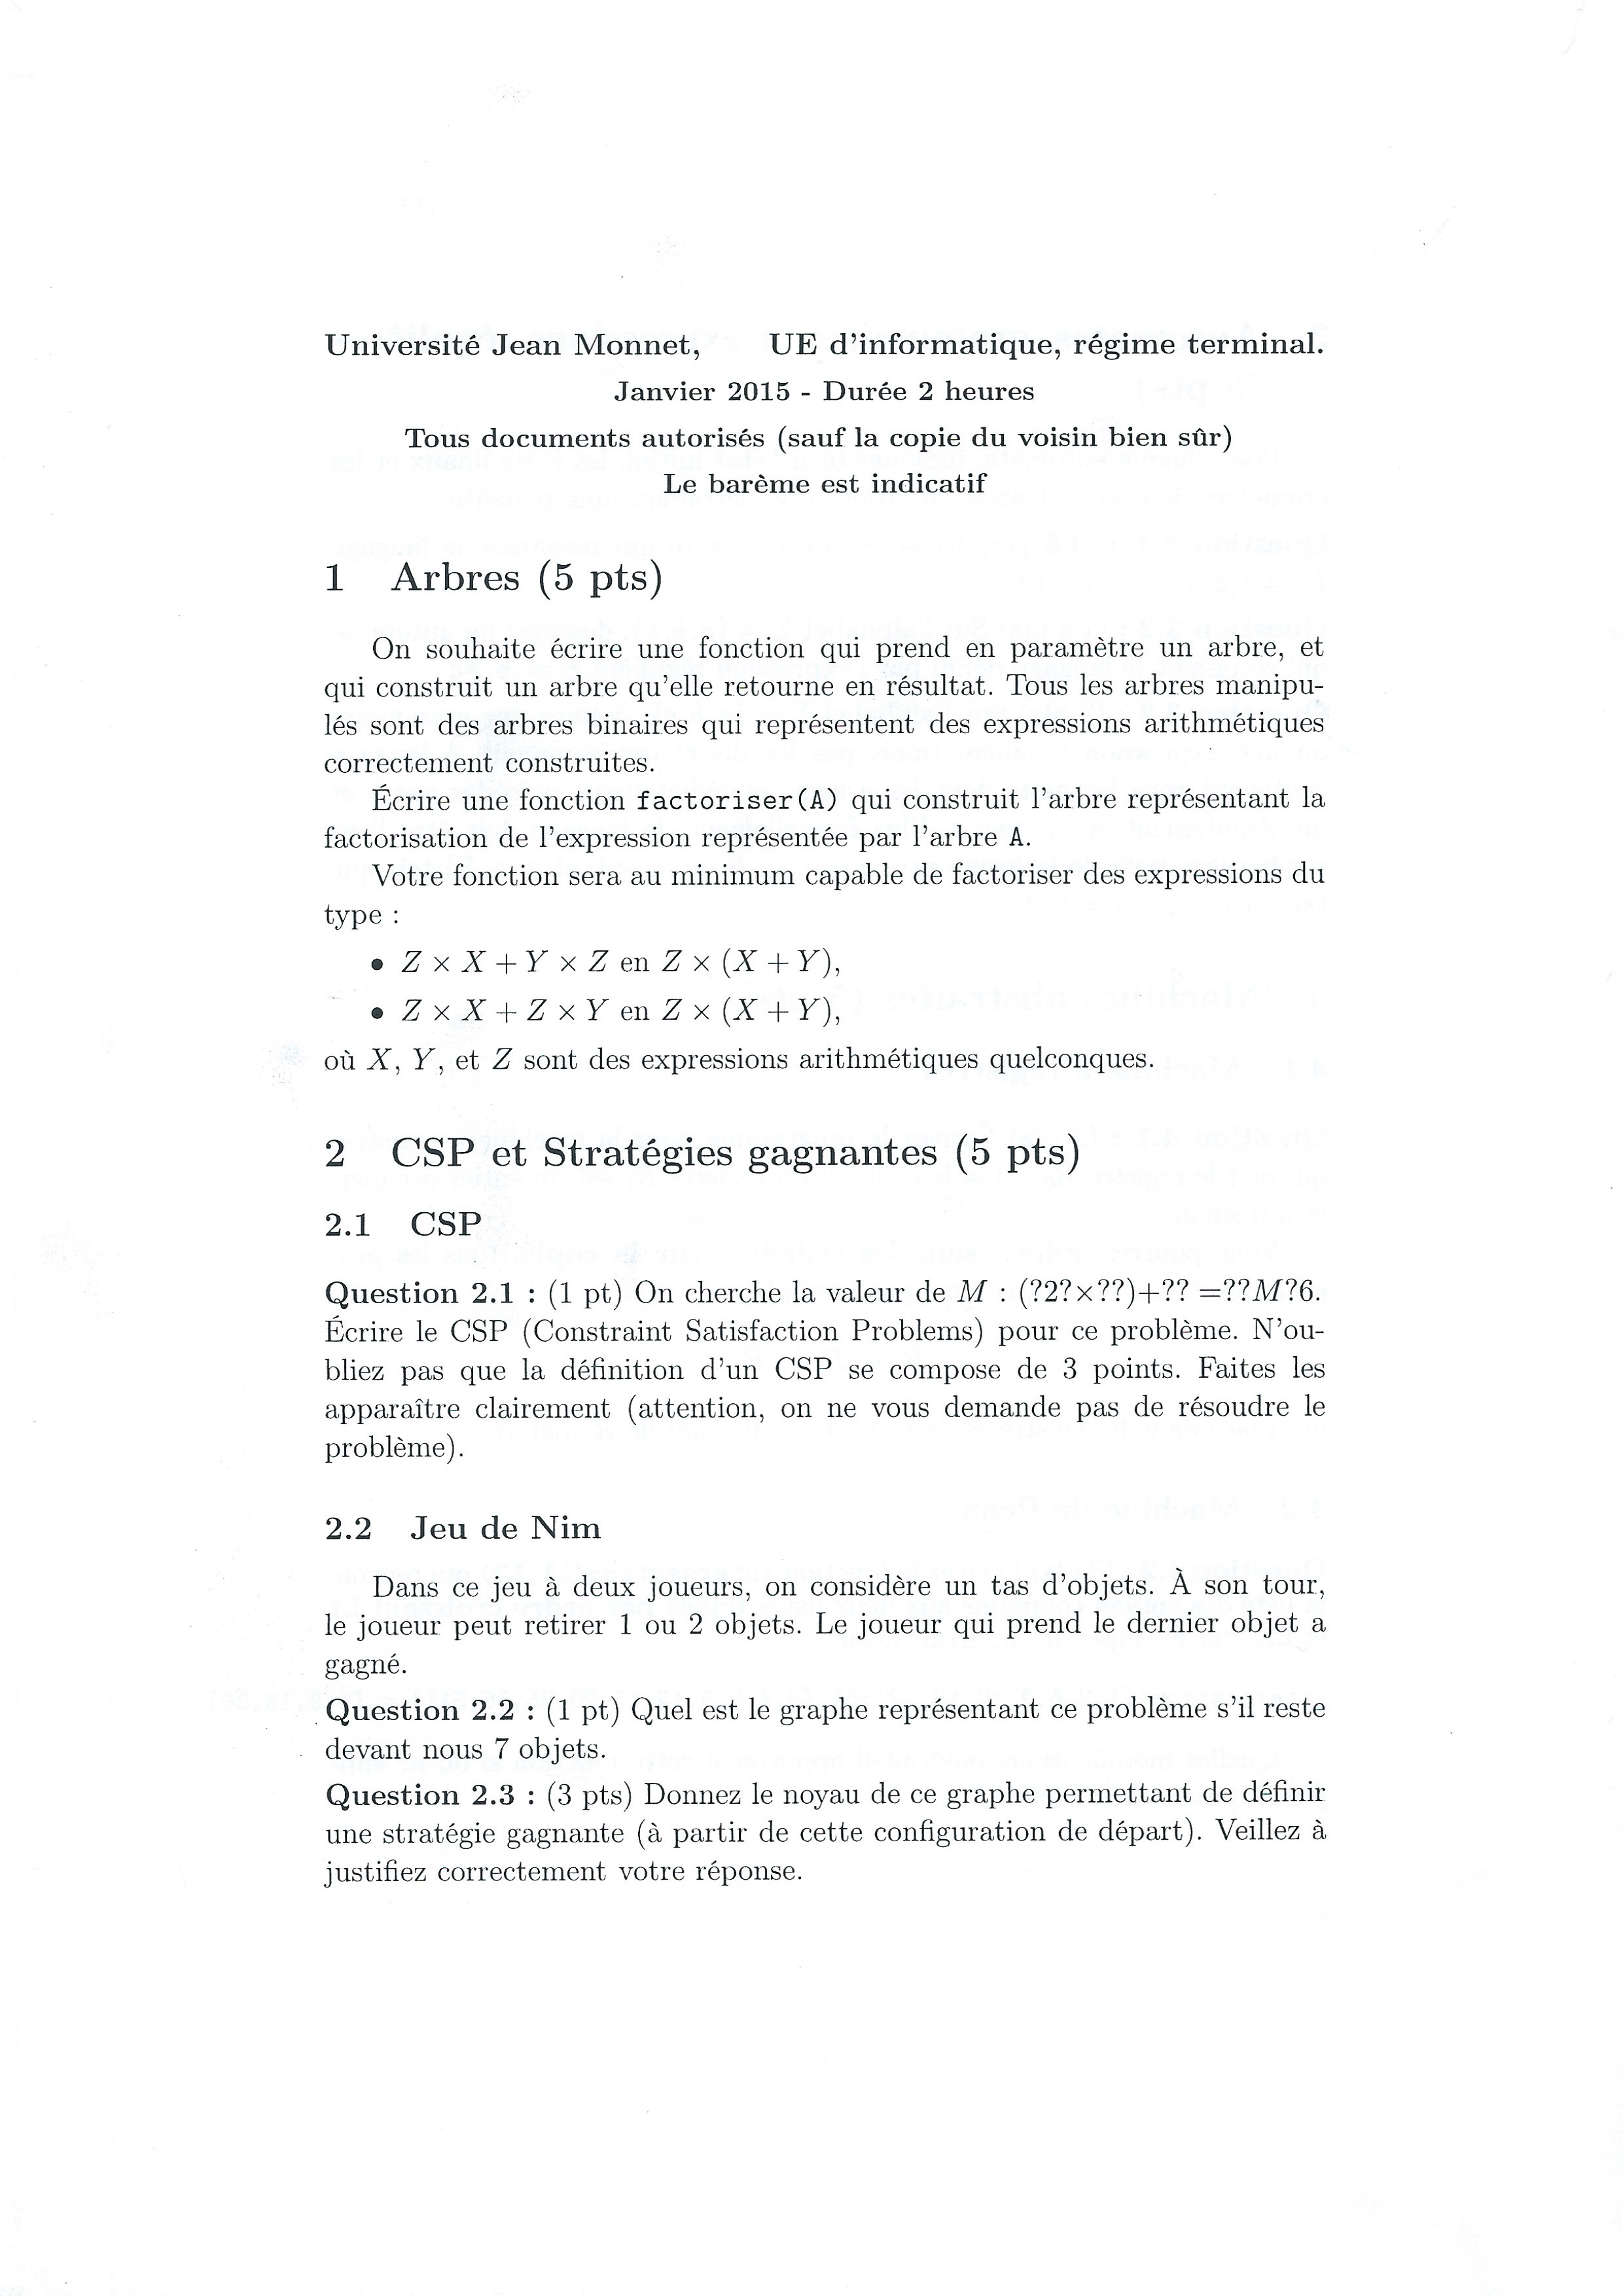 Université Jean Monnet, UE d'informatique, régime terminal.
Janvier 2015 - Durée 2 heures
Tous documents autorisés (sauf la copie du voisin bien sûr)
Le barème est indicatif
1 Arbres (5 pts)
On souhaite écrire une fonction qui prend en paramètre un arbre, et
qui construit un arbre qu'elle retourne en résultat. Tous les arbres manipu-
lés sont des arbres binaires qui représentent des expressions arithmétiques
correctement construites.
Écrire une fonction factoriser(A) qui construit l'arbre représentant la
factorisation de l'expression représentée par l'arbre A.
Votre fonction sera au minimum capable de factoriser des expressions du
type :
• Z × X + Y × Z en Z × (X + Y),
• Z × X + Z × Y en Z × (X + Y),
où X, Y, et Z sont des expressions arithmétiques quelconques.
2 CSP et Stratégies gagnantes (5 pts)
2.1 CSP
Question 2.1 : (1 pt) On cherche la valeur de M : (?2?×??)+?? =??M?6.
Écrire le CSP (Constraint Satisfaction Problems) pour ce problème. N'ou-
bliez pas que la définition d'un CSP se compose de 3 points. Faites les
apparaître clairement (attention, on ne vous demande pas de résoudre le
problème).
2.2 Jeu de Nim
Dans ce jeu à deux joueurs, on considère un tas d'objets. À son tour,
le joueur peut retirer 1 ou 2 objets. Le joueur qui prend le dernier objet a
gagné.
Question 2.2 : (1 pt) Quel est le graphe représentant ce problème s'il reste
devant nous 7 objets.
Question 2.3 : (3 pts) Donnez le noyau de ce graphe permettant de définir
une stratégie gagnante (à partir de cette configuration de départ). Veillez à
justifiez correctement votre réponse.